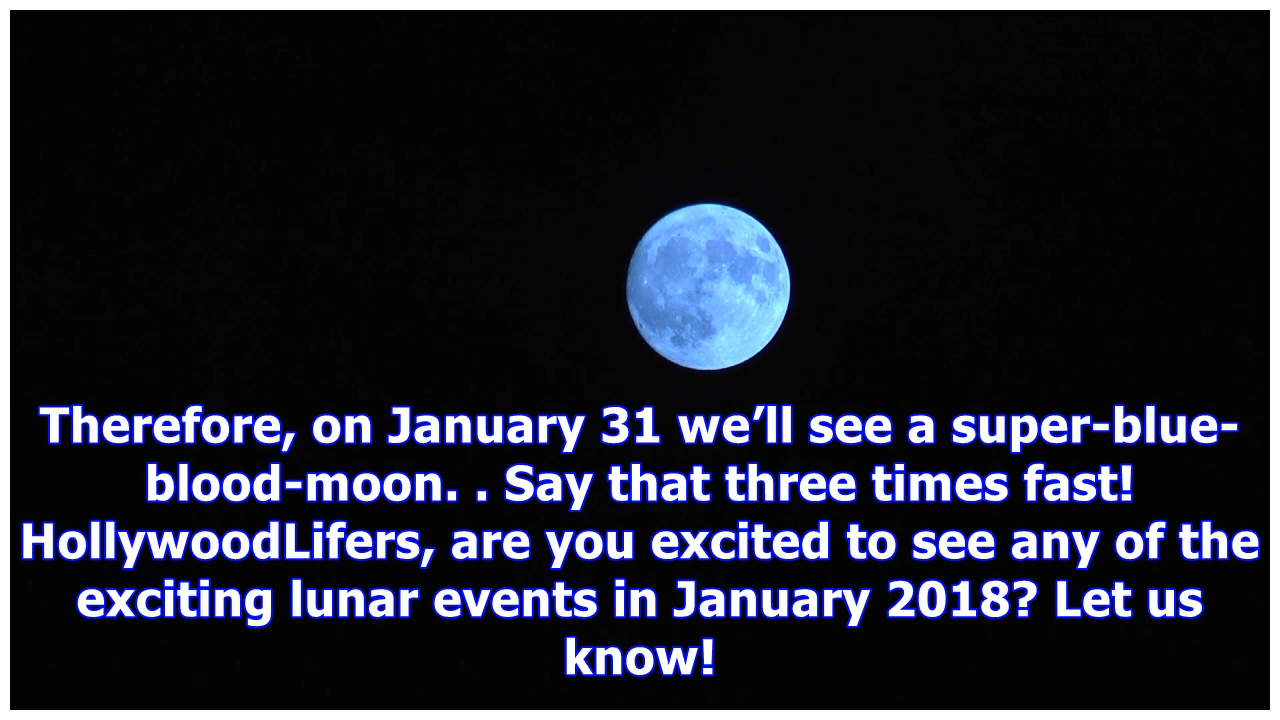 Therefore, on January 31 we’ll see a super-blue-
blood-moon. . Say that three times fast!
HollywoodLifers, are you excited to see any of the
exciting lunar events in January 2018? Let us
know!